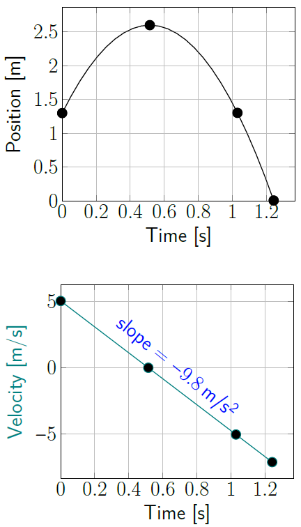 2.5
2
1.5
1
0.5
0
Position [m]
0 0.2 0.4 0.6 0.8 1 1.2
Time [s]
5
0
−5
Velocity [m/s]
slope = −9.8 m/s²
0 0.2 0.4 0.6 0.8 1 1.2
Time [s]